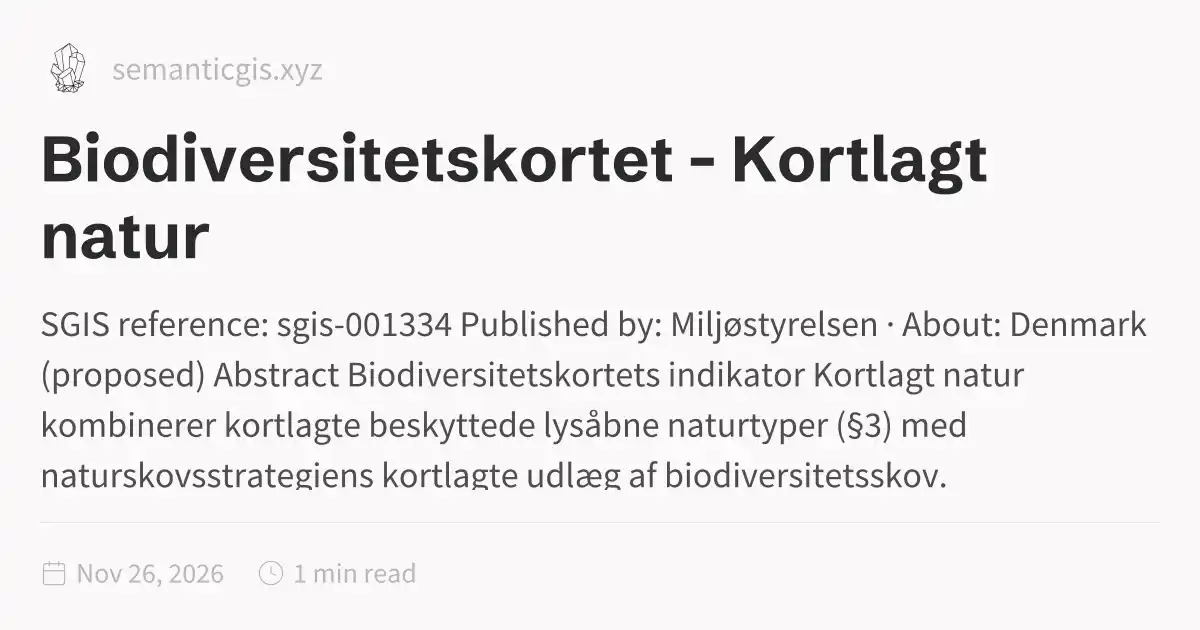 semanticgis.xyz
Biodiversitetskortet - Kortlagt
natur
SGIS reference: sgis-001334 Published by: Miljøstyrelsen · About: Denmark
(proposed) Abstract Biodiversitetskortets indikator Kortlagt natur
kombinerer kortlagte beskyttede lysåbne naturtyper (§3) med
naturskovsstrategiens kortlagte udlæg af biodiversitetsskov.
Nov 26, 2026 1 min read